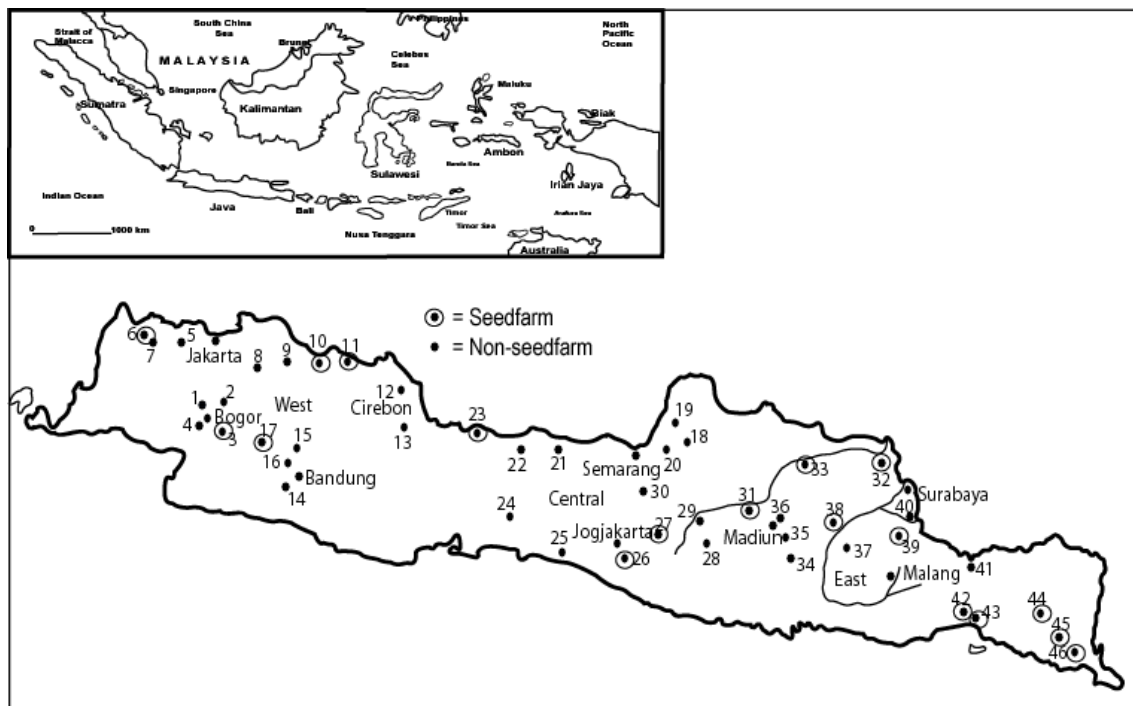 Strait of
Malacca
South China
Sea
Philippines
North
Pacific
Ocean
Brunei
MALAYSIA
Celebes
Sea
Singapore
Maluku
Sumatra
Kalimantan
Biak
Ambon
Banda Sea
Sulawesi
Irian Jaya
Indian Ocean
Java
Bali
Timor
Arafura Sea
Timor Sea
Nusa Tenggara
0 1000 km
Australia
= Seedfarm
= Non-seedfarm
6
7
5
Jakarta
8
9
10
11
1
2
4
Bogor
3
17
West
15
16
Bandung
14
12
Cirebon
13
23
22
21
Semarang
19
18
20
30
24
Central
25
Jogjakarta
26
27
29
28
31
Madiun
36
35
34
33
32
Surabaya
40
38
39
37
East
Malang
41
42
43
44
45
46